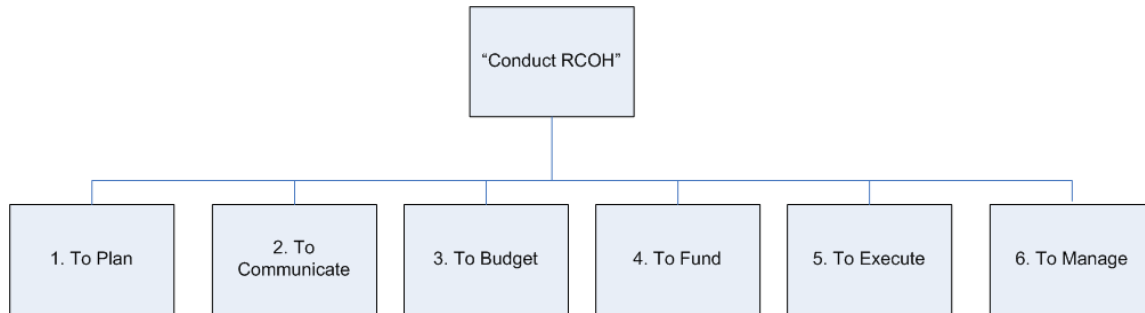 “Conduct RCOH”
1. To Plan
2. To
Communicate
3. To Budget
4. To Fund
5. To Execute
6. To Manage